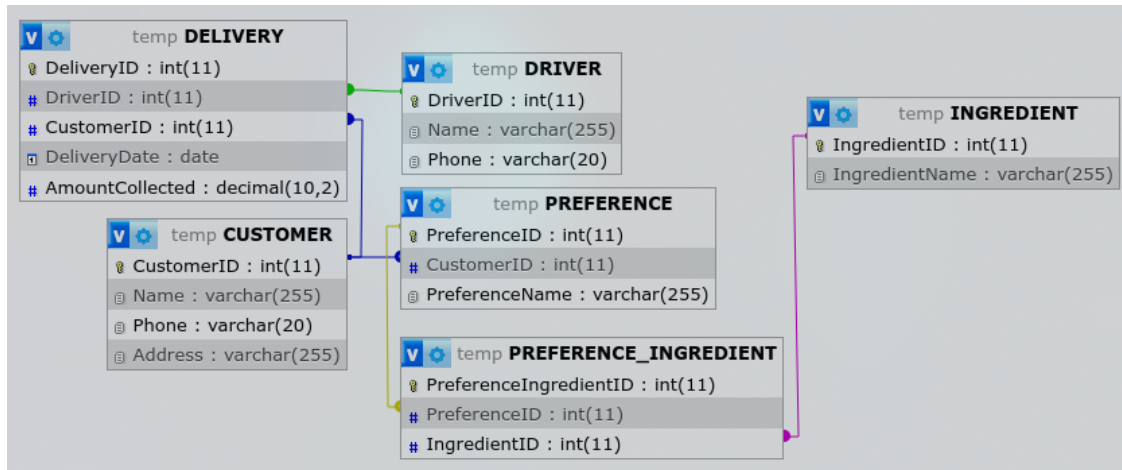 temp DELIVERY
DeliveryID : int(11)
DriverID : int(11)
CustomerID : int(11)
DeliveryDate : date
AmountCollected : decimal(10,2)
temp CUSTOMER
CustomerID : int(11)
Name : varchar(255)
Phone : varchar(20)
Address : varchar(255)
temp DRIVER
DriverID : int(11)
Name : varchar(255)
Phone : varchar(20)
temp PREFERENCE
PreferenceID : int(11)
CustomerID : int(11)
PreferenceName : varchar(255)
temp PREFERENCE_INGREDIENT
PreferenceIngredientID : int(11)
PreferenceID : int(11)
IngredientID : int(11)
temp INGREDIENT
IngredientID : int(11)
IngredientName : varchar(255)